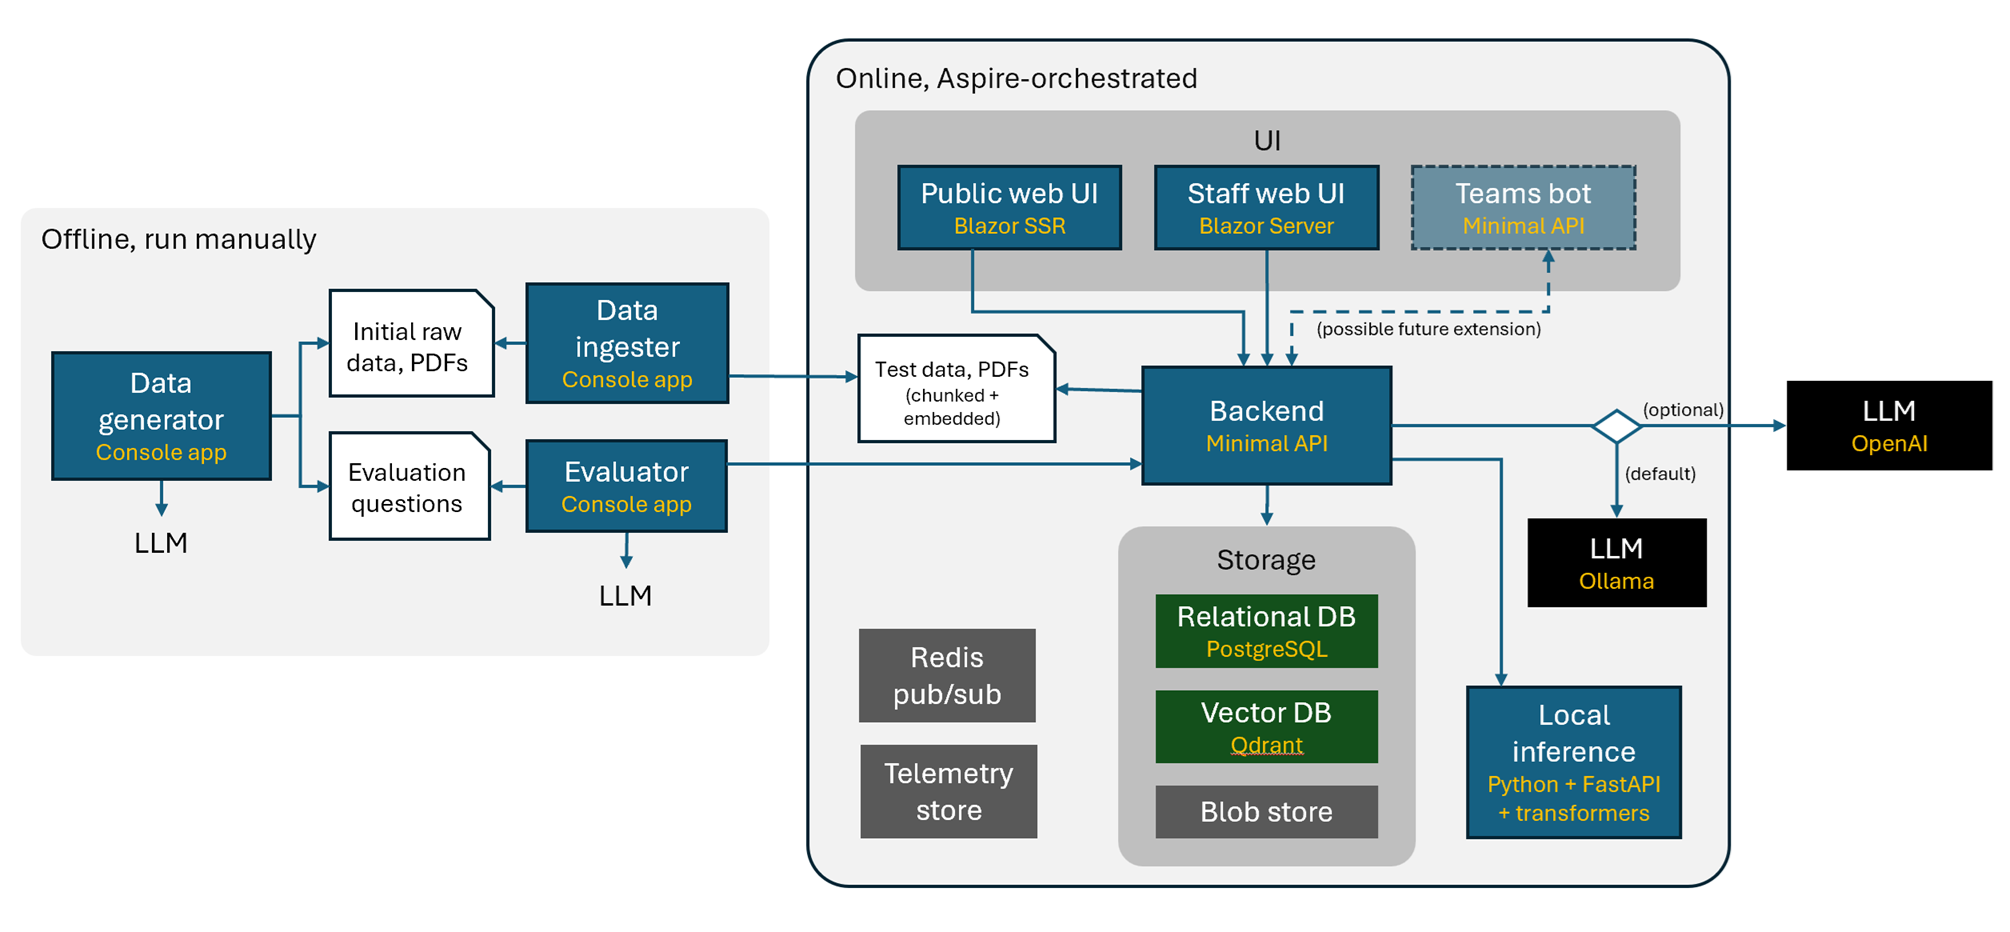 Offline, run manually
Data
generator
Console app
LLM
Initial raw
data, PDFs
Evaluation
questions
Data
ingester
Console app
Evaluator
Console app
LLM
Online, Aspire-orchestrated
UI
Public web UI
Blazor SSR
Staff web UI
Blazor Server
Teams bot
Minimal API
(possible future extension)
Test data, PDFs
(chunked +
embedded)
Backend
Minimal API
(optional)
(default)
LLM
OpenAI
LLM
Ollama
Storage
Relational DB
PostgreSQL
Vector DB
Qdrant
Blob store
Redis
pub/sub
Telemetry
store
Local
inference
Python + FastAPI
+ transformers